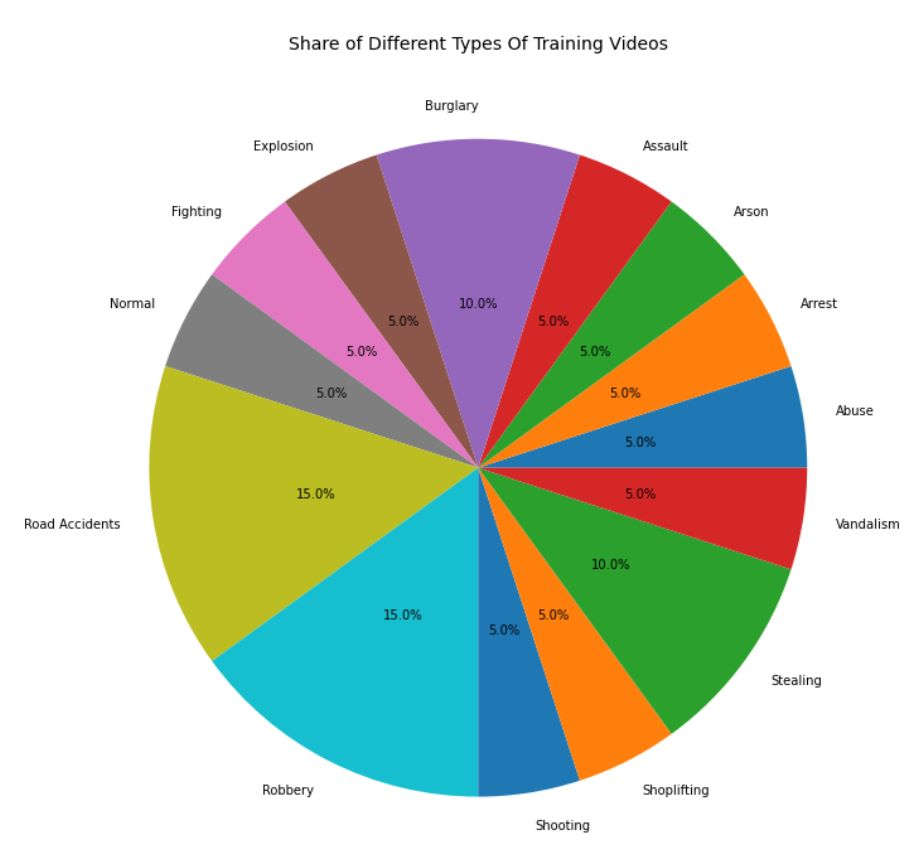 Share of Different Types Of Training Videos
Burglary
Explosion
Assault
Fighting
Arson
Normal
Arrest
10.0%
5.0%
5.0%
5.0%
5.0%
5.0%
5.0%
Abuse
5.0%
15.0%
5.0%
Road Accidents
Vandalism
10.0%
15.0%
5.0%
5.0%
Stealing
Robbery
Shoplifting
Shooting